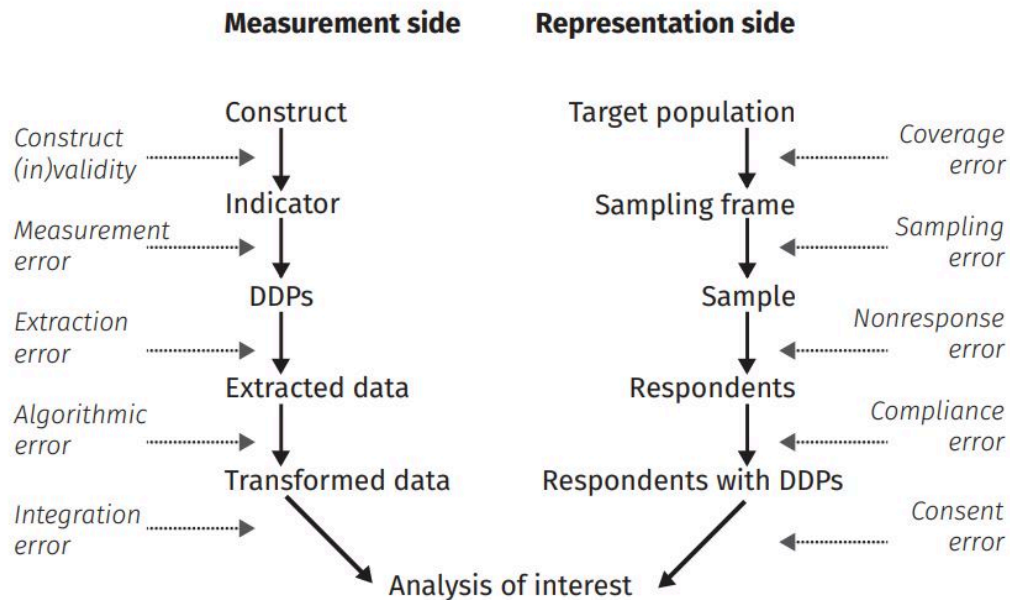 Measurement side
Representation side
Construct
Target population
Construct
(in)validity
Coverage
error
Indicator
Sampling frame
Measurement
error
Sampling
error
DDPs
Sample
Extraction
error
Nonresponse
error
Extracted data
Respondents
Algorithmic
error
Compliance
error
Transformed data
Respondents with DDPs
Integration
error
Consent
error
Analysis of interest